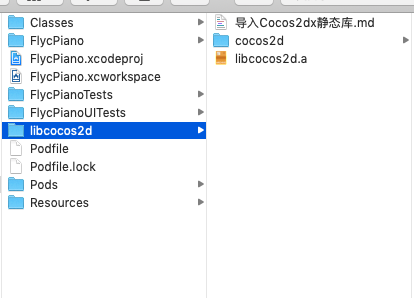 Classes
FlycPiano
FlycPiano.xcodeproj
FlycPiano.xcworkspace
FlycPianoTests
FlycPianoUITests
libcocos2d
Podfile
Podfile.lock
Pods
Resources
导入Cocos2dx静态库.md
cocos2d
libcocos2d.a